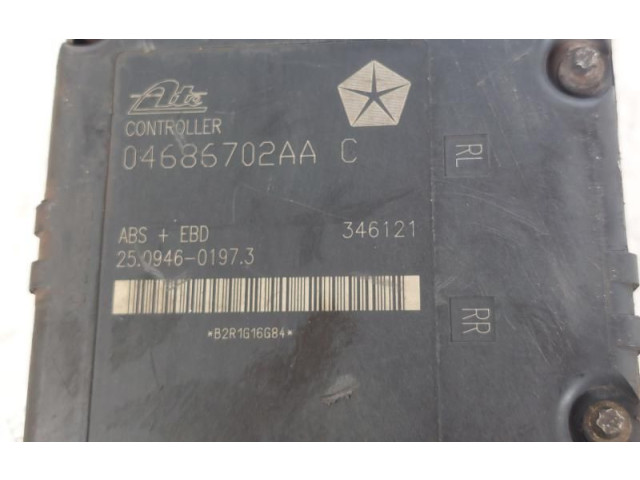 Ate
CONTROLLER
04686702AA C
RL
ABS + EBD 346121
25.0946-0197.3
*B2R1G16G84*
RR